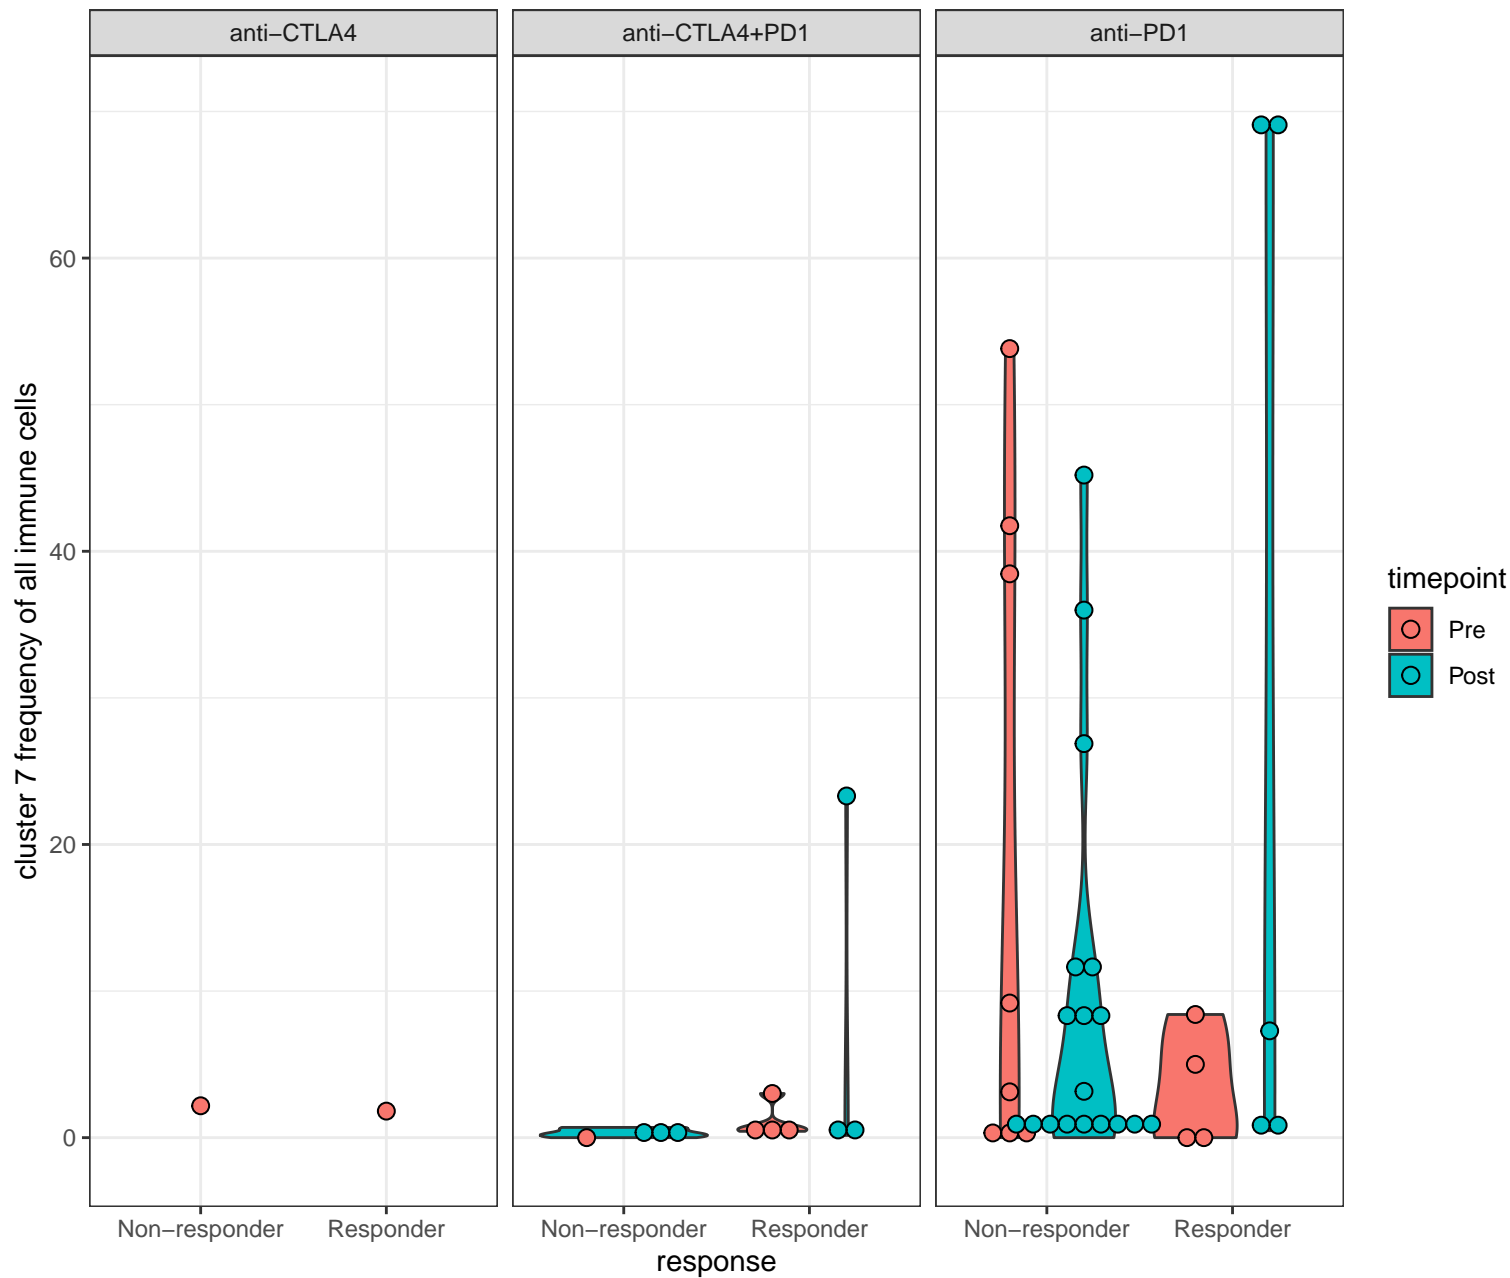 anti−CTLA4
anti−CTLA4+PD1
anti−PD1
cluster 7 frequency of all immune cells
60
40
20
0
Non−responder
Responder
Non−responder
Responder
Non−responder
Responder
response
timepoint
Pre
Post